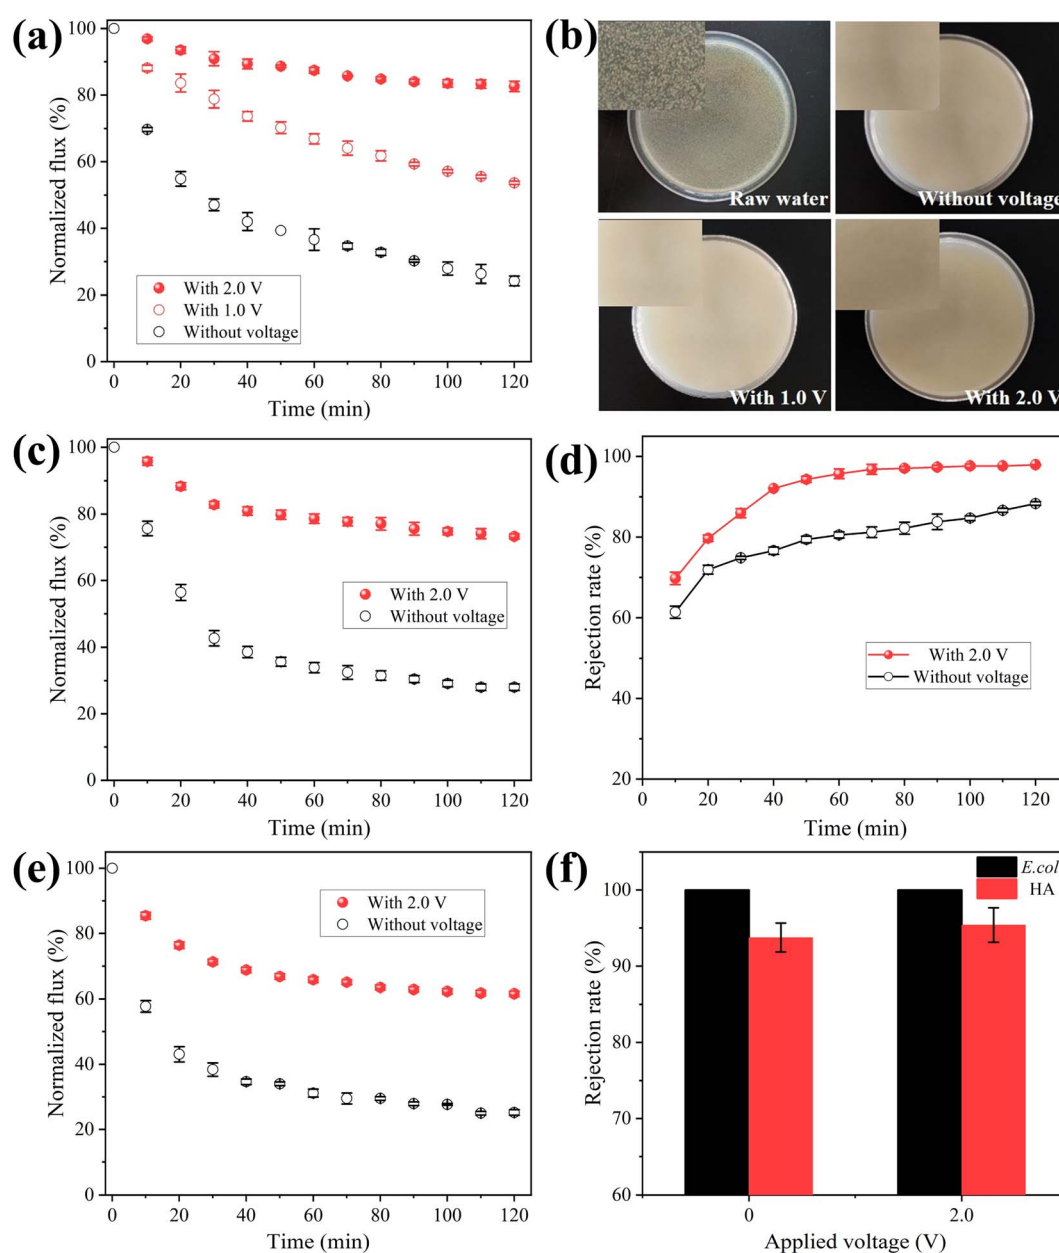 (a)
100
80
60
40
20
0
Normalized flux (%)
With 2.0 V
With 1.0 V
Without voltage
0 20 40 60 80 100 120
Time (min)
(b)
Raw water
Without voltage
With 1.0 V
With 2.0 V
(c)
100
80
60
40
20
0
Normalized flux (%)
With 2.0 V
Without voltage
0 20 40 60 80 100 120
Time (min)
(d)
100
80
60
40
20
Rejection rate (%)
With 2.0 V
Without voltage
0 20 40 60 80 100 120
Time (min)
(e)
100
80
60
40
20
0
Normalized flux (%)
With 2.0 V
Without voltage
0 20 40 60 80 100 120
Time (min)
(f)
100
90
80
70
60
Rejection rate (%)
E.col
HA
0 2.0
Applied voltage (V)